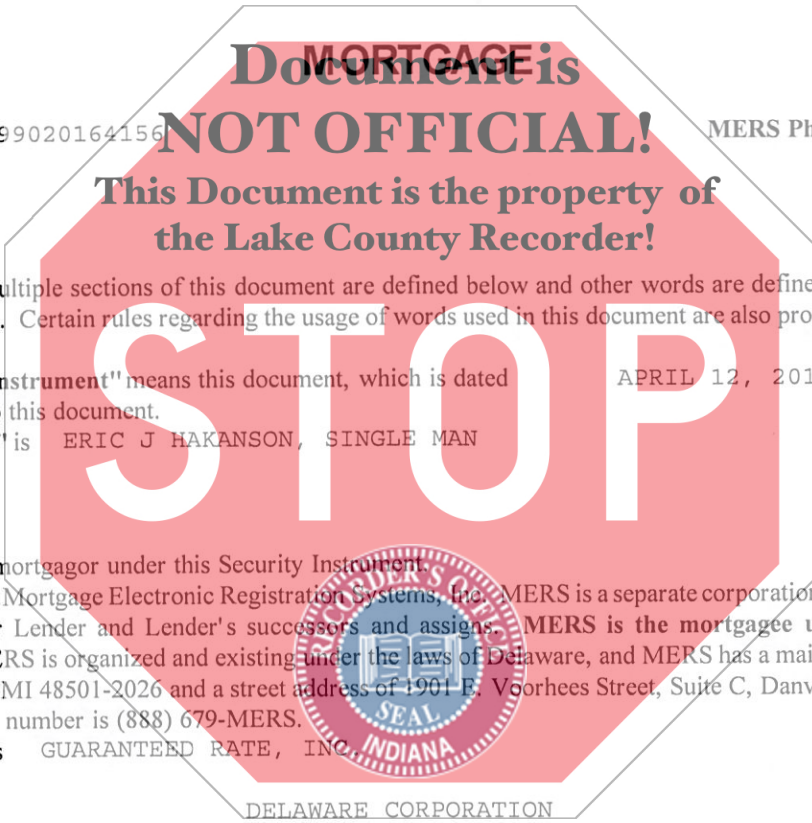 MORTGAGE
Document is
NOT OFFICIAL!
This Document is the property of
the Lake County Recorder!
STOP
99020164156 MERS Ph
ultiple sections of this document are defined below and other words are define
. Certain rules regarding the usage of words used in this document are also pro
nstrument" means this document, which is dated APRIL 12, 201
this document.
" is ERIC J HAKANSON, SINGLE MAN
mortgagor under this Security Instrument.
Mortgage Electronic Registration Systems, Inc. MERS is a separate corporation
Lender and Lender's successors and assigns. MERS is the mortgagee u
RS is organized and existing under the laws of Delaware, and MERS has a mai
MI 48501-2026 and a street address of 1901 E. Voorhees Street, Suite C, Danv
number is (888) 679-MERS.
s GUARANTEED RATE, INC.
DELAWARE CORPORATION
RECORDER'S OFFICE
SEAL
INDIANA